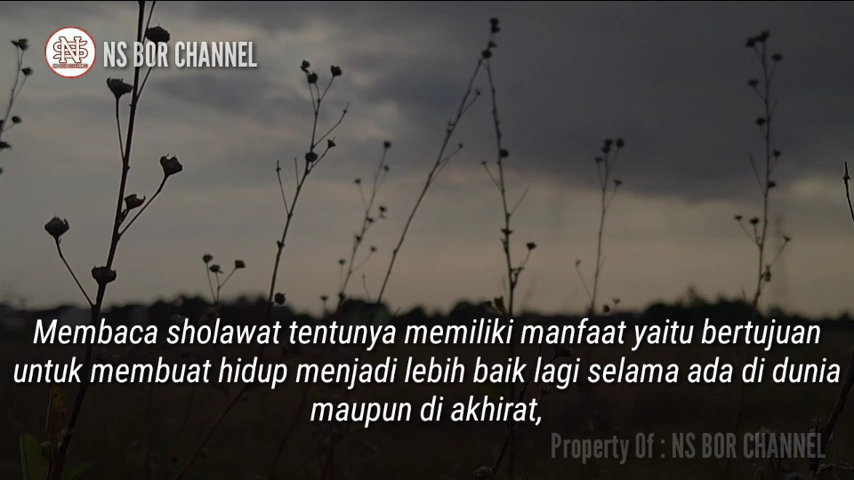 NS BOR CHANNEL
Membaca sholawat tentunya memiliki manfaat yaitu bertujuan
untuk membuat hidup menjadi lebih baik lagi selama ada di dunia
maupun di akhirat,
Property Of : NS BOR CHANNEL